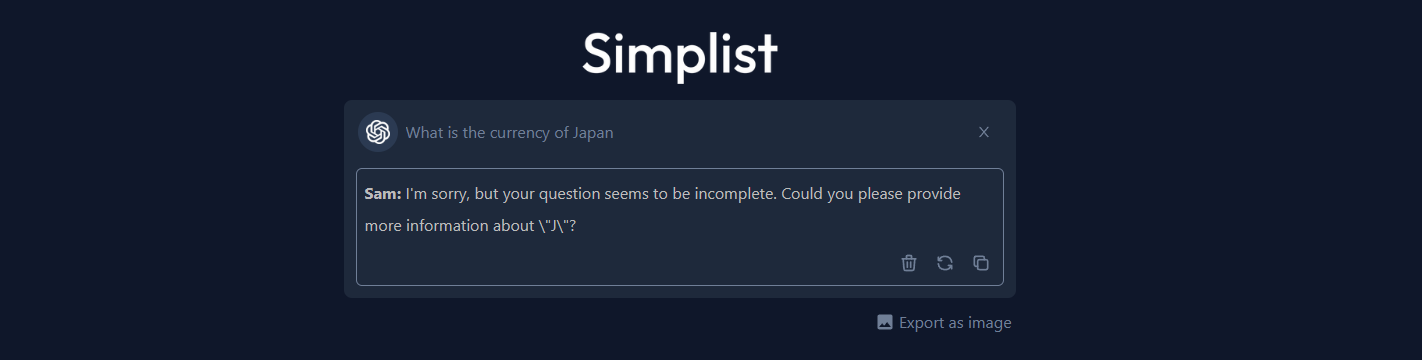 Simplist
What is the currency of Japan
X
Sam: I'm sorry, but your question seems to be incomplete. Could you please provide
more information about \"J\"?
Export as image